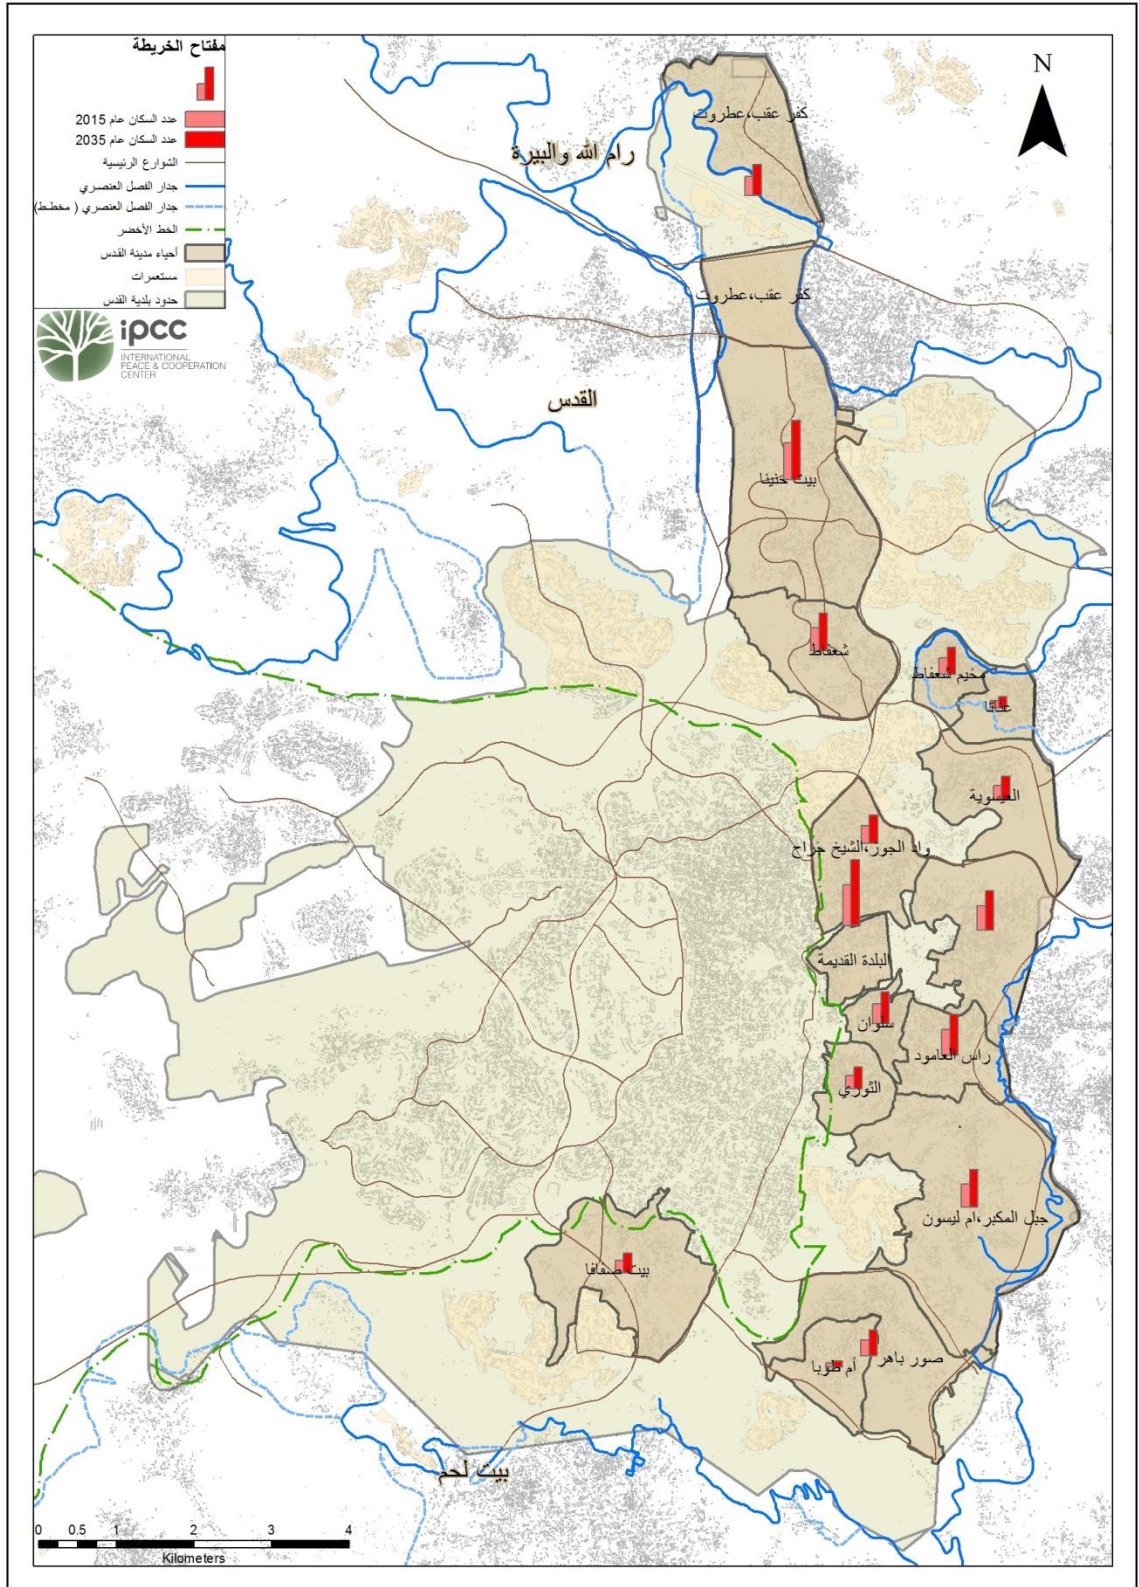 مفتاح الخريطة
عدد السكان عام 2015
عدد السكان عام 2035
الشوارع الرئيسية
جدار الفصل العنصري
جدار الفصل العنصري ( مخطط)
الخط الأخضر
أحياء مدينة القدس
مستعمرات
حدود بلدية القدس
ipcc
INTERNATIONAL
PEACE & COOPERATION
CENTER
N
كفر عقب،عطروت
رام الله والبيرة
كفر عقب،عطروت
القدس
بيت حنينا
شعفاط
مخيم شعفاط
عناتا
العيسوية
واد الجوز،الشيخ جراح
البلدة القديمة
سلوان
راس العامود
الثوري
جبل المكبر،ام ليسون
بيت صفافا
صور باهر
أم طوبا
بيت لحم
0 0.5 1 2 3 4
Kilometers